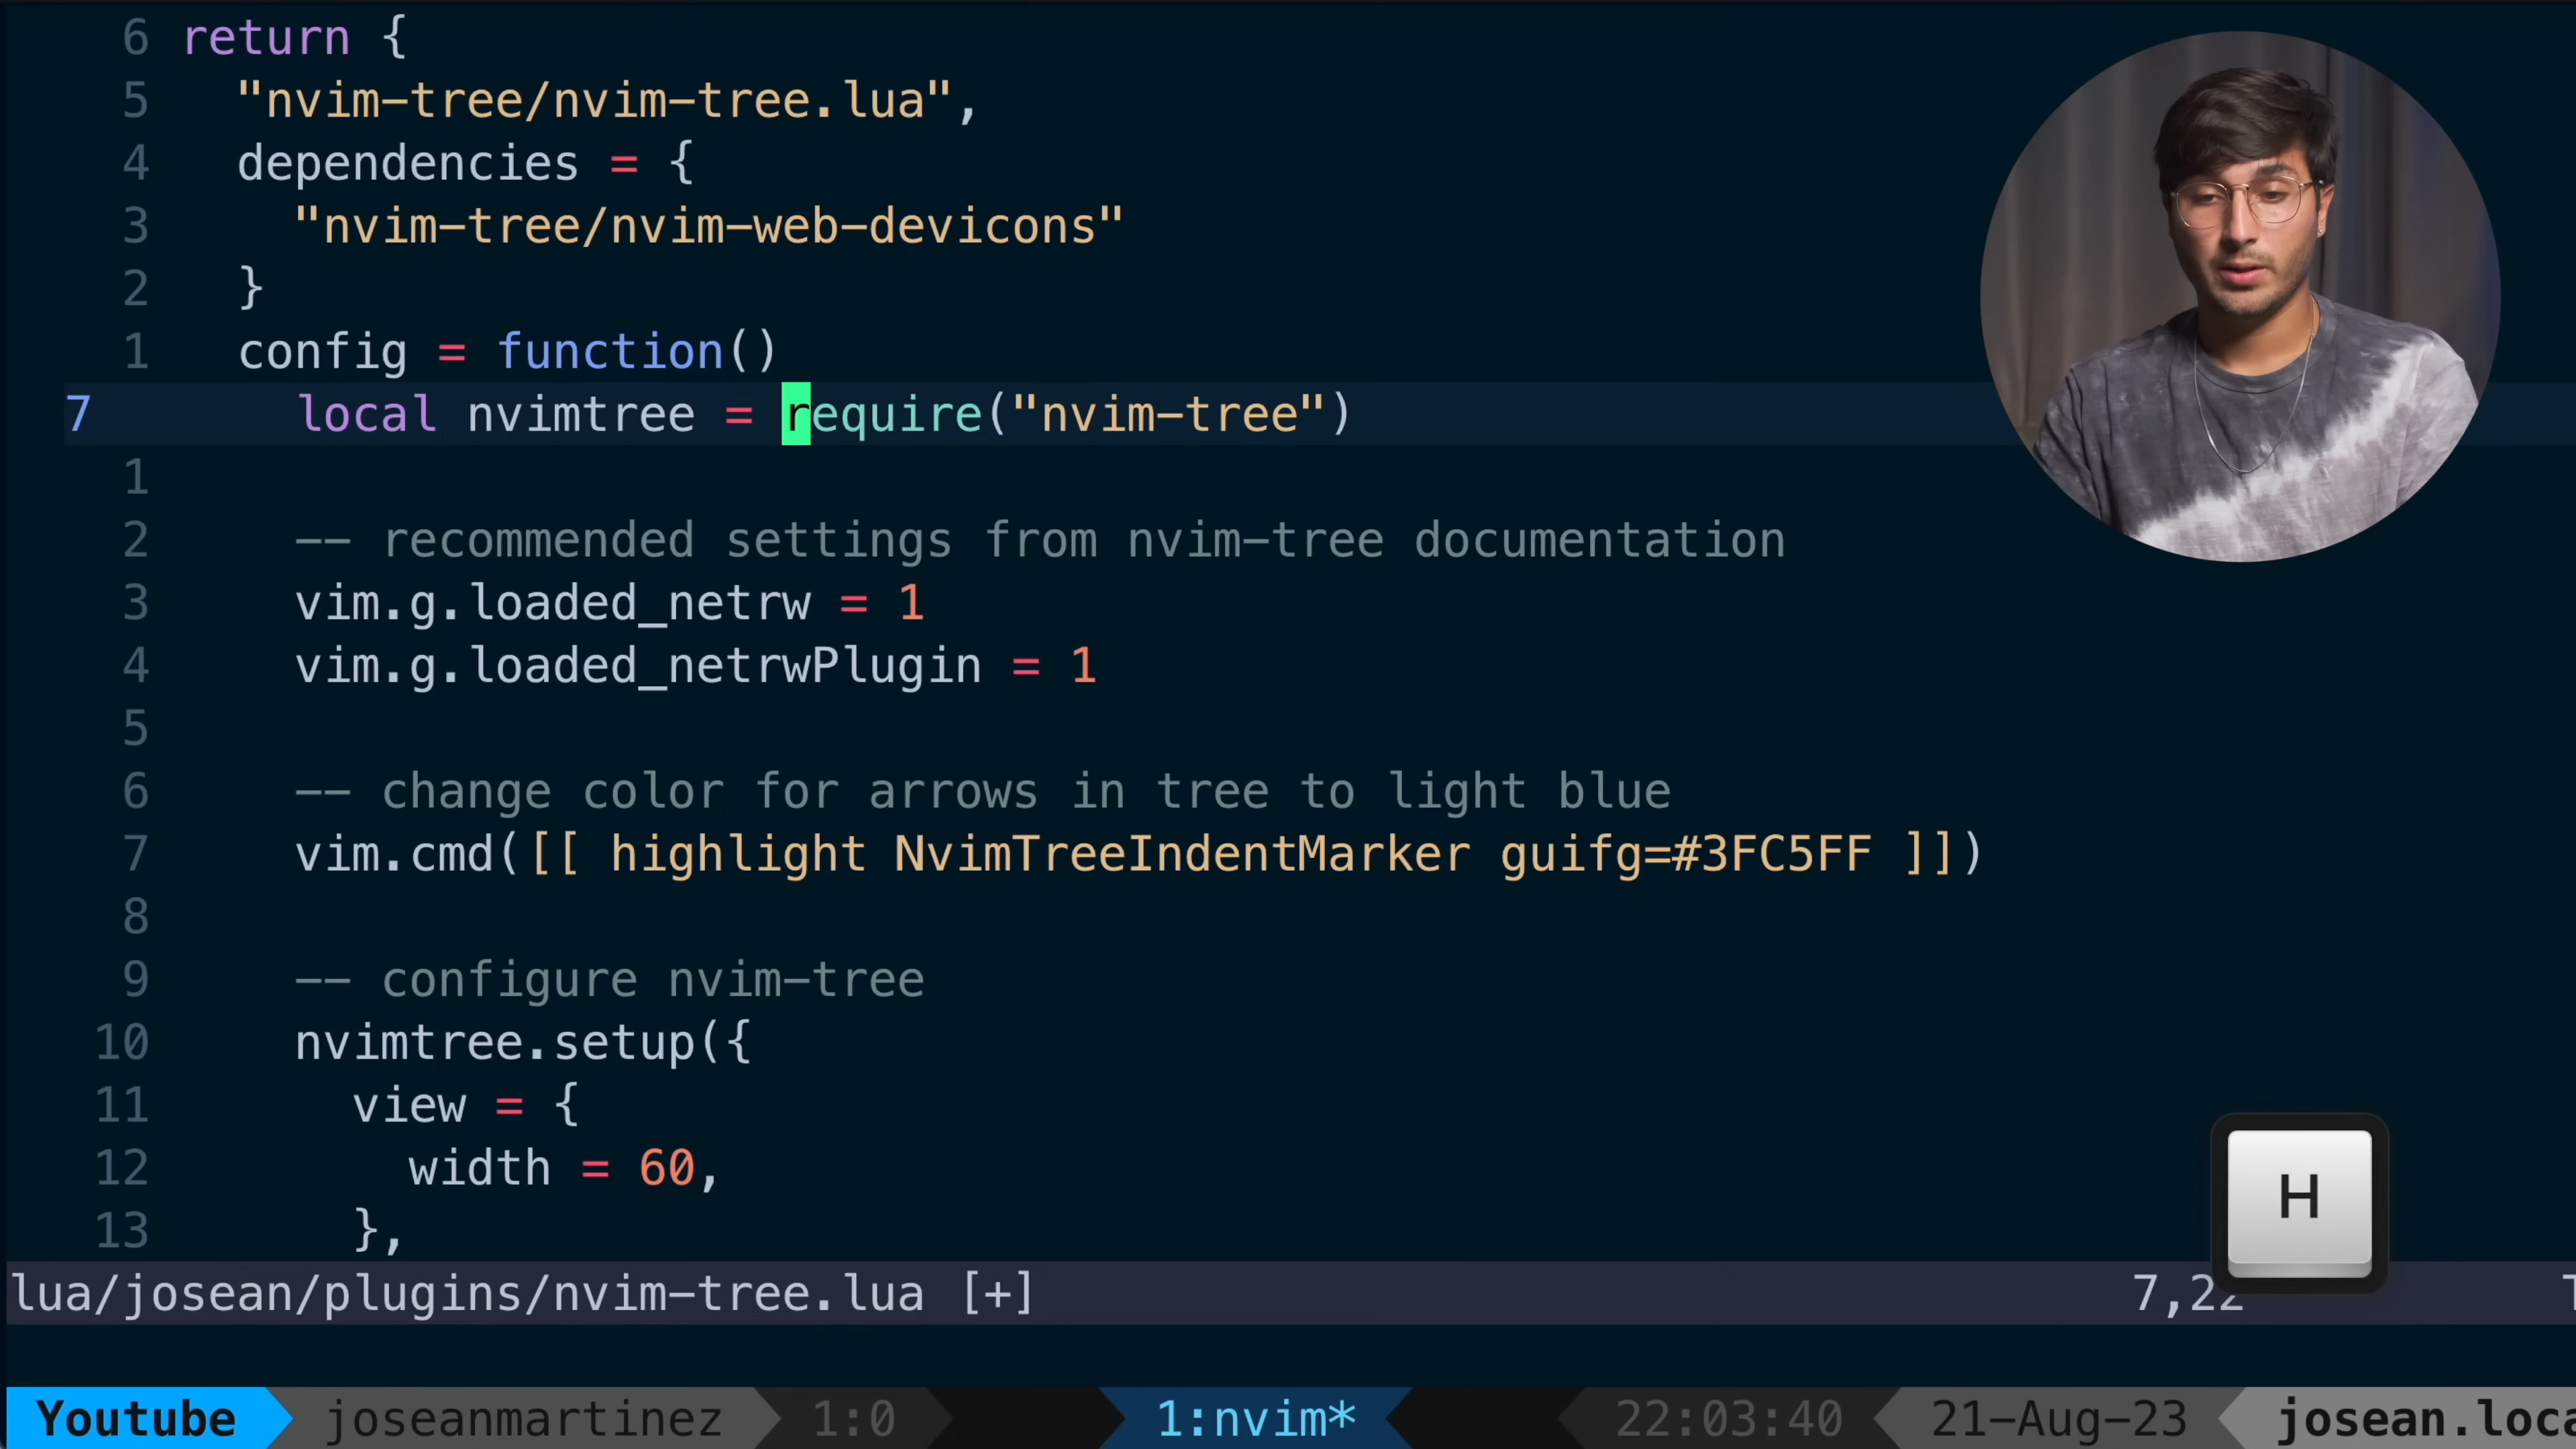 6 return {
5 "nvim-tree/nvim-tree.lua",
4 dependencies = {
3 "nvim-tree/nvim-web-devicons"
2 }
1 config = function()
7 local nvimtree = require("nvim-tree")
1
2 -- recommended settings from nvim-tree documentation
3 vim.g.loaded_netrw = 1
4 vim.g.loaded_netrwPlugin = 1
5
6 -- change color for arrows in tree to light blue
7 vim.cmd([[ highlight NvimTreeIndentMarker guifg=#3FC5FF ]])
8
9 -- configure nvim-tree
10 nvimtree.setup({
11 view = {
12 width = 60,
13 },
H
lua/josean/plugins/nvim-tree.lua [+] 7,22
Youtube joseanmartinez 1:0 1:nvim* 22:03:40 21-Aug-23